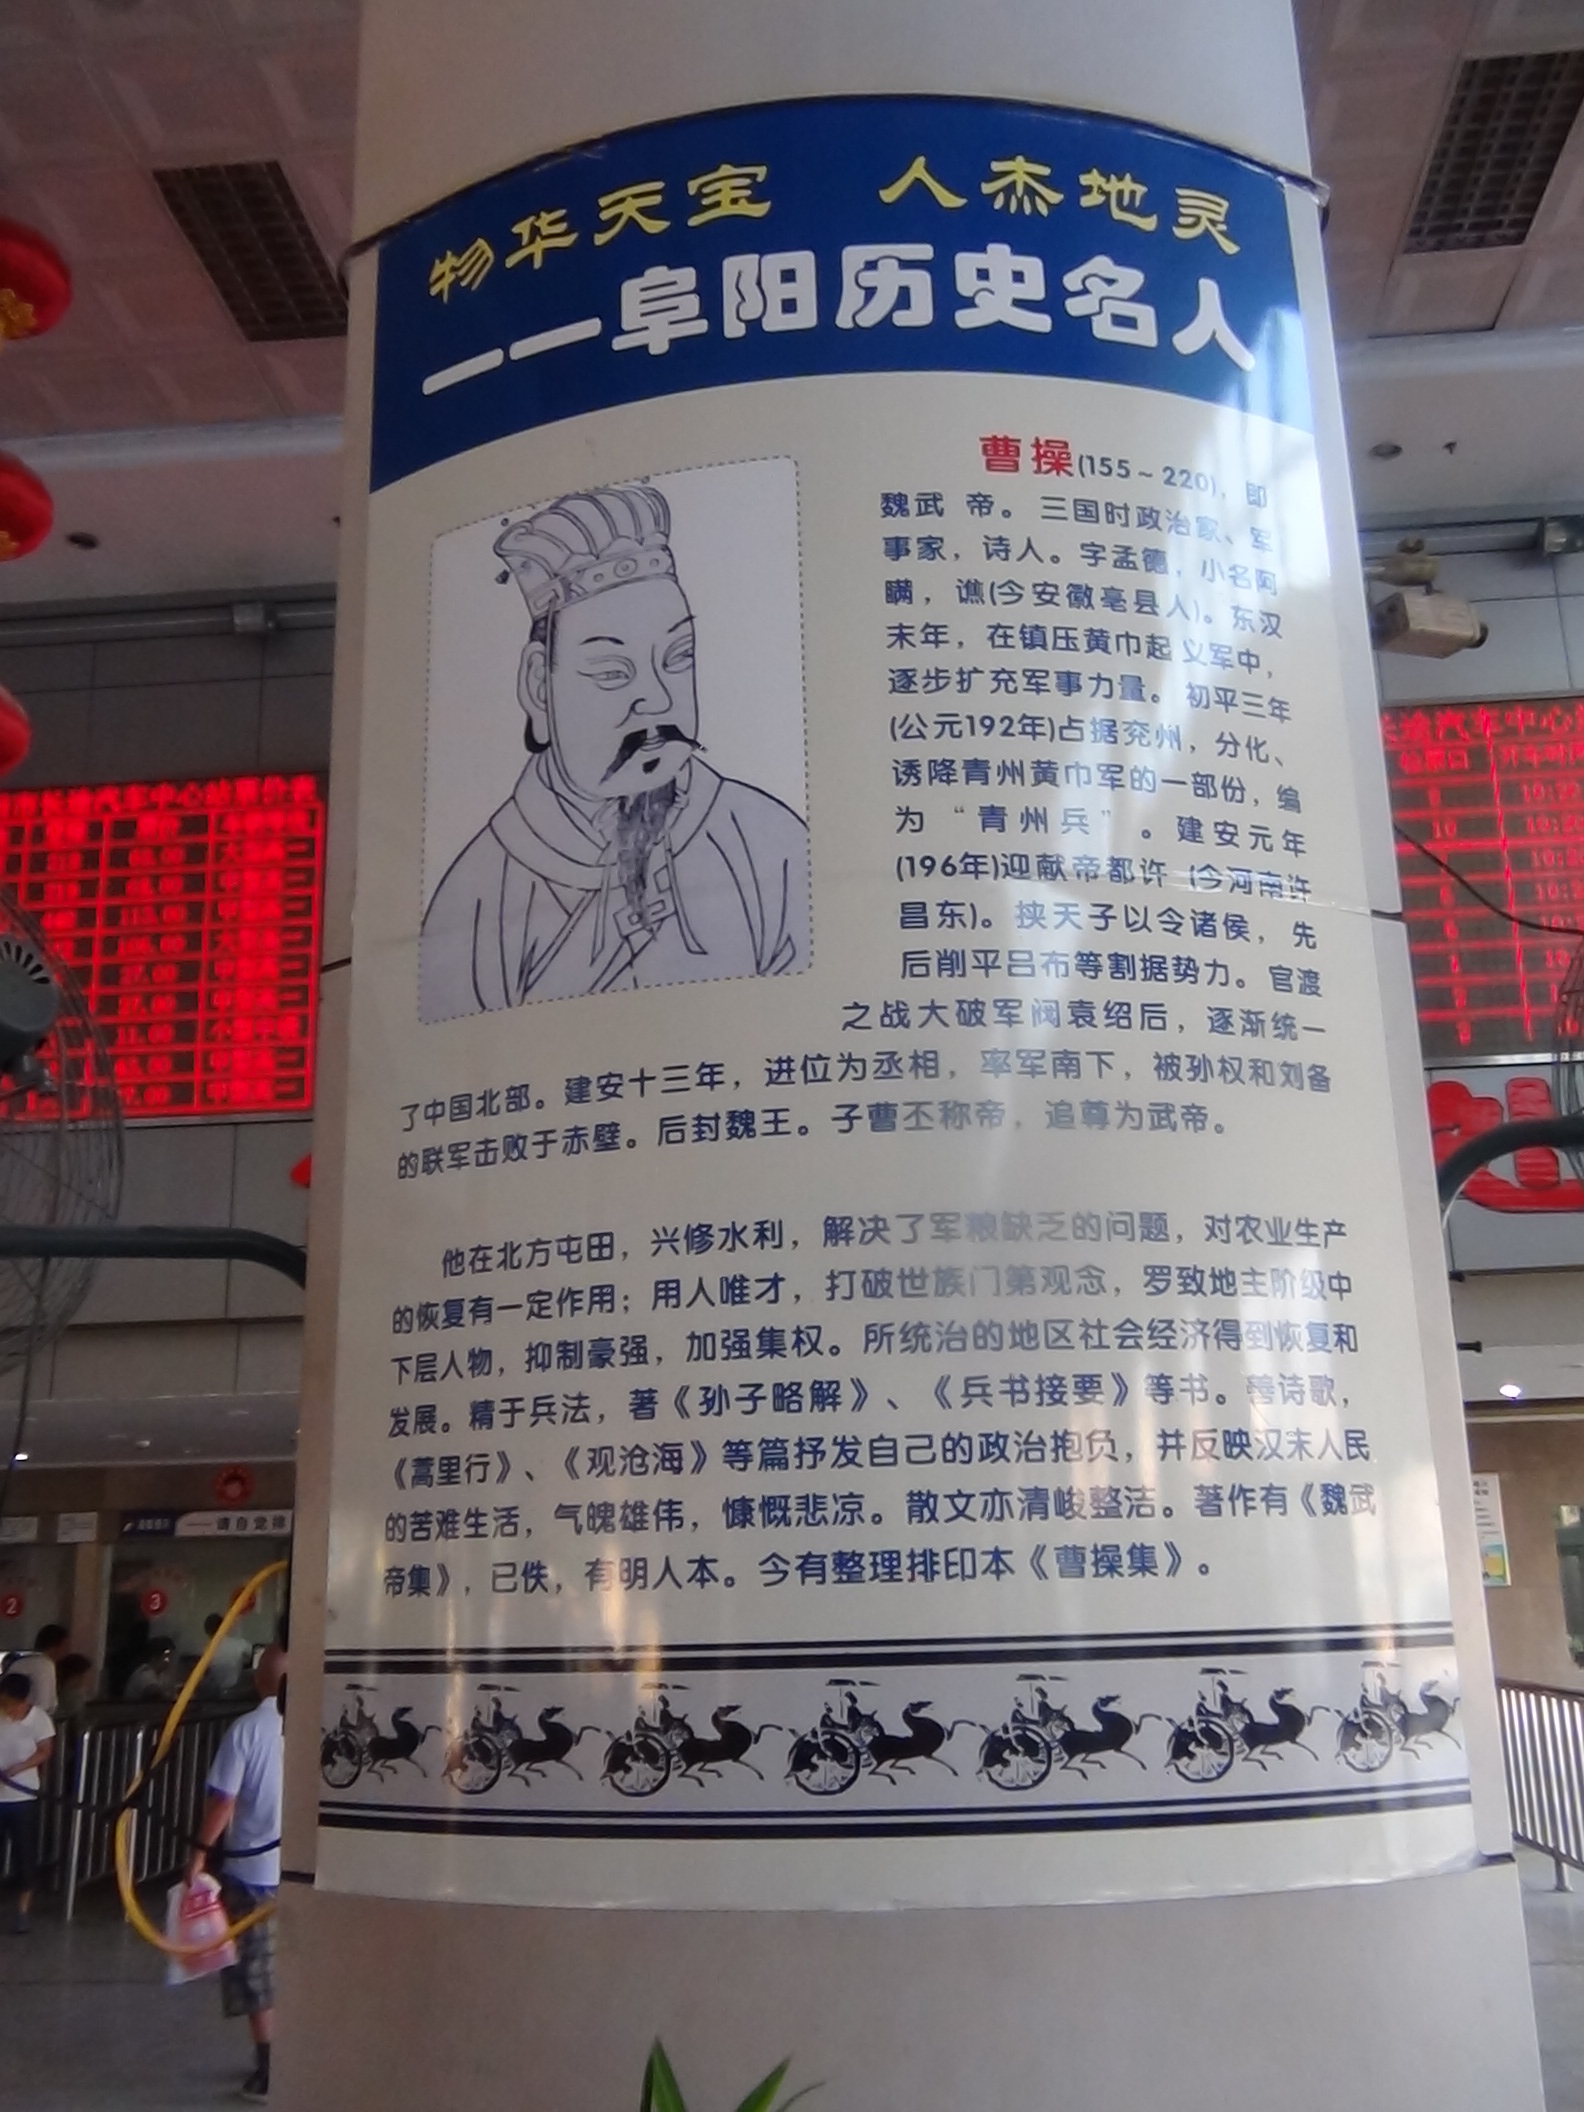 物华天宝 人杰地灵
——阜阳历史名人
曹操(155~220),即
魏武 帝。三国时政治家、军
事家，诗人。字孟德，小名阿
瞒，谯(今安徽亳县人)。东汉
末年，在镇压黄巾起义军中，
逐步扩充军事力量。初平三年
(公元192年)占据兖州，分化、
诱降青州黄巾军的一部份，编
为“青州兵”。建安元年
(196年)迎献帝都许 (今河南许
昌东)。挟天子以令诸侯，先
后削平吕布等割据势力。官渡
之战大破军阀袁绍后，逐渐统一
了中国北部。建安十三年，进位为丞相，率军南下，被孙权和刘备
的联军击败于赤壁。后封魏王。子曹丕称帝，追尊为武帝。
他在北方屯田，兴修水利，解决了军粮缺乏的问题，对农业生产
的恢复有一定作用；用人唯才，打破世族门第观念，罗致地主阶级中
下层人物，抑制豪强，加强集权。所统治的地区社会经济得到恢复和
发展。精于兵法，著《孙子略解》、《兵书接要》等书。善诗歌，
《蒿里行》、《观沧海》等篇抒发自己的政治抱负，并反映汉末人民
的苦难生活，气魄雄伟，慷慨悲凉。散文亦清峻整洁。著作有《魏武
帝集》，已佚，有明人本。今有整理排印本《曹操集》。
长途汽车中心站
开车时间
请自觉排
2
3